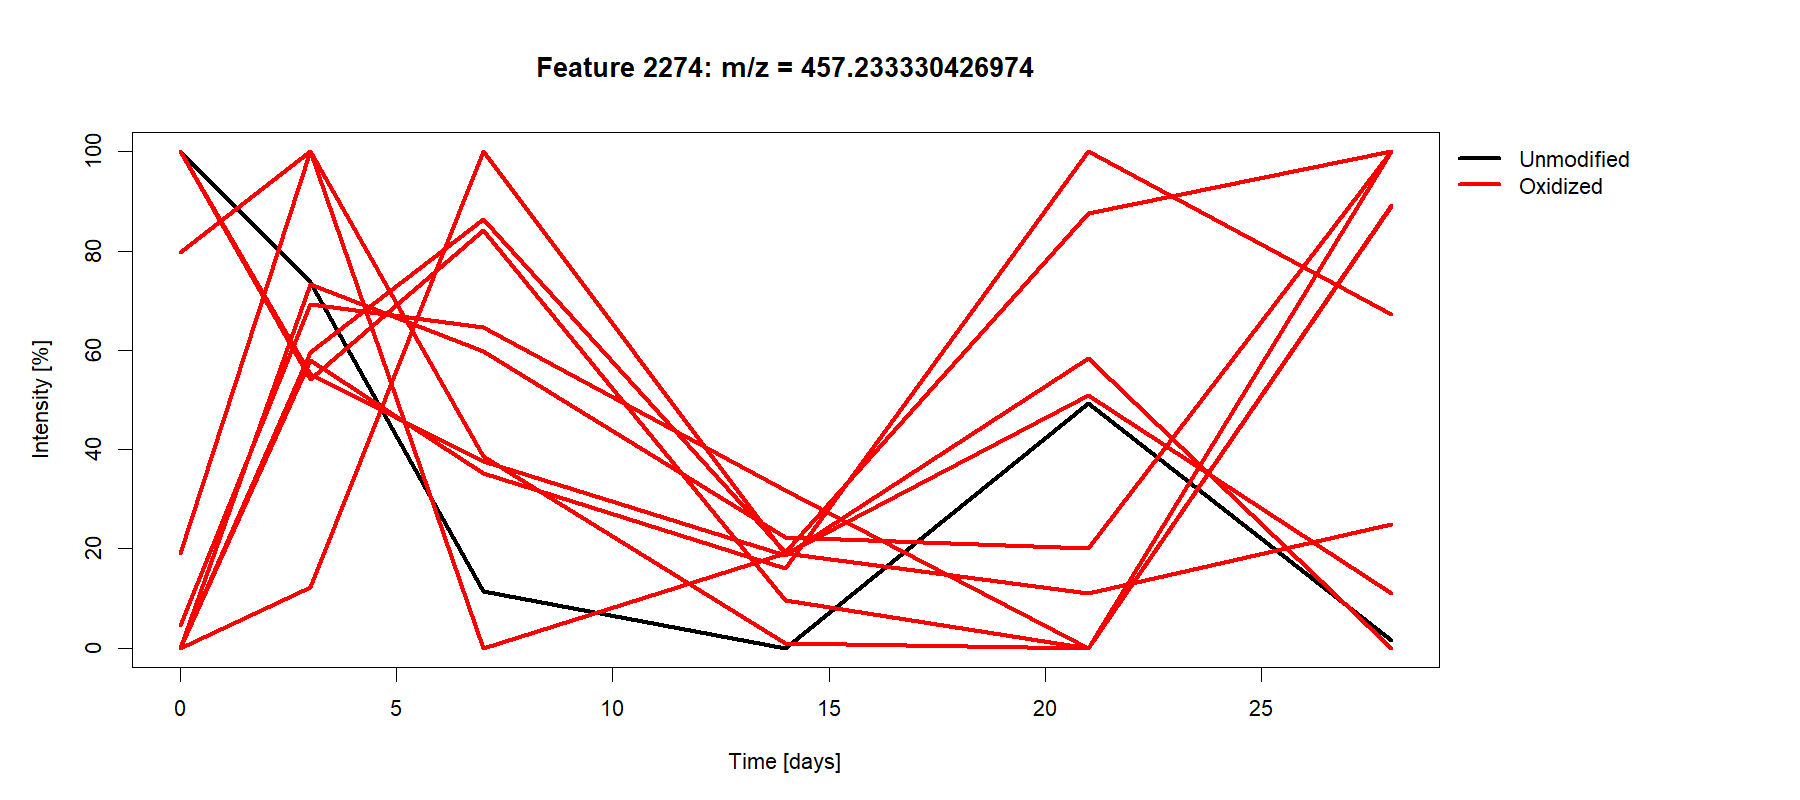 Feature 2274: m/z = 457.233330426974
Unmodified
Oxidized
Intensity [%]
100
80
60
40
20
0
0 5 10 15 20 25
Time [days]